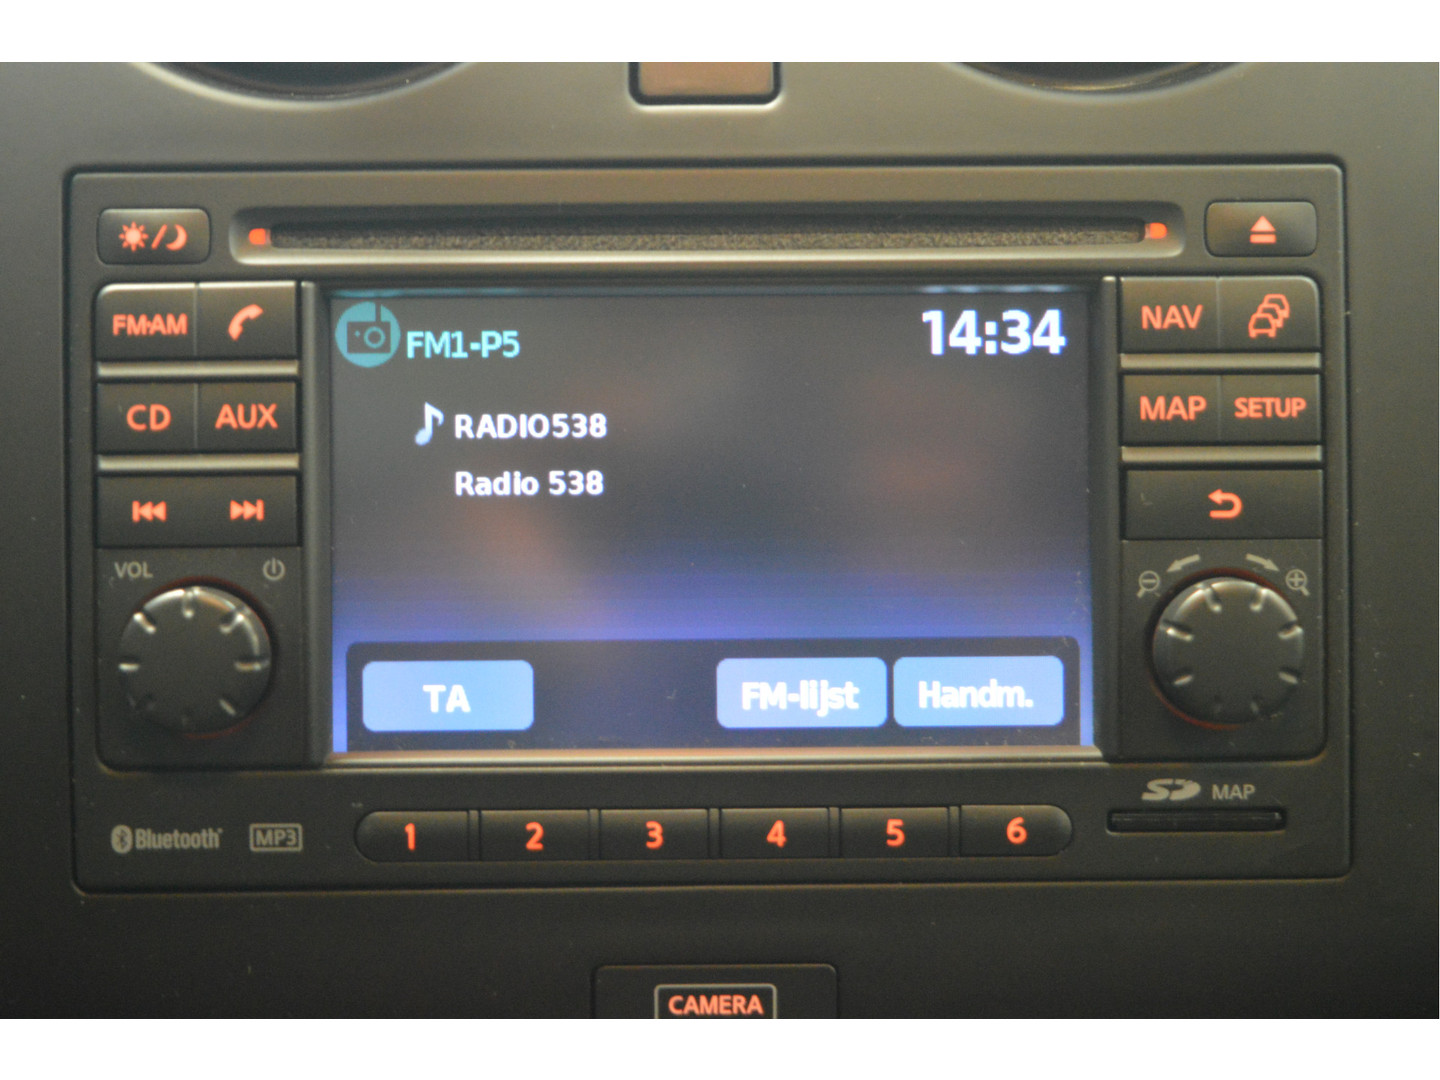 FM·AM
NAV
FM1-P5
14:34
CD
AUX
RADIO538
MAP
SETUP
Radio 538
VOL
TA
FM-lijst
Handm.
SD MAP
Bluetooth
MP3
1
2
3
4
5
6
CAMERA